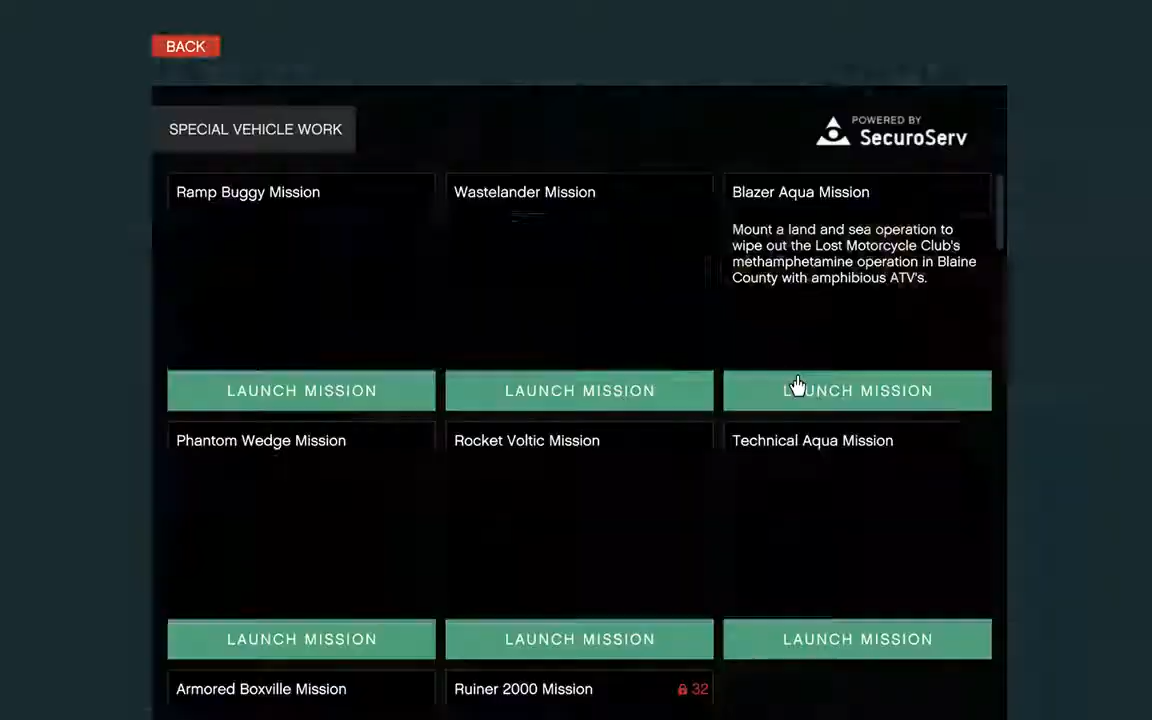 BACK
SPECIAL VEHICLE WORK
POWERED BY
SecuroServ
Ramp Buggy Mission
Wastelander Mission
Blazer Aqua Mission
Mount a land and sea operation to
wipe out the Lost Motorcycle Club's
methamphetamine operation in Blaine
County with amphibious ATV's.
LAUNCH MISSION
LAUNCH MISSION
LAUNCH MISSION
Phantom Wedge Mission
Rocket Voltic Mission
Technical Aqua Mission
LAUNCH MISSION
LAUNCH MISSION
LAUNCH MISSION
Armored Boxville Mission
Ruiner 2000 Mission
32